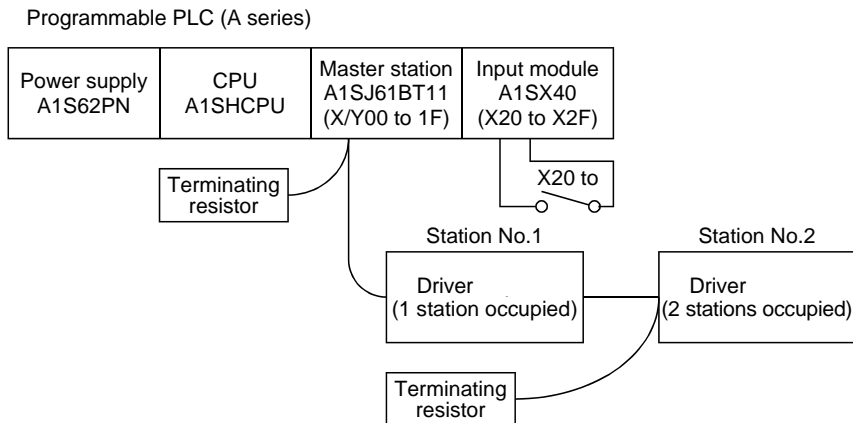 Programmable PLC (A series)
Power supply
A1S62PN
CPU
A1SHCPU
Master station
A1SJ61BT11
(X/Y00 to 1F)
Input module
A1SX40
(X20 to X2F)
Terminating
resistor
X20 to
Station No.1
Driver
(1 station occupied)
Station No.2
Driver
(2 stations occupied)
Terminating
resistor